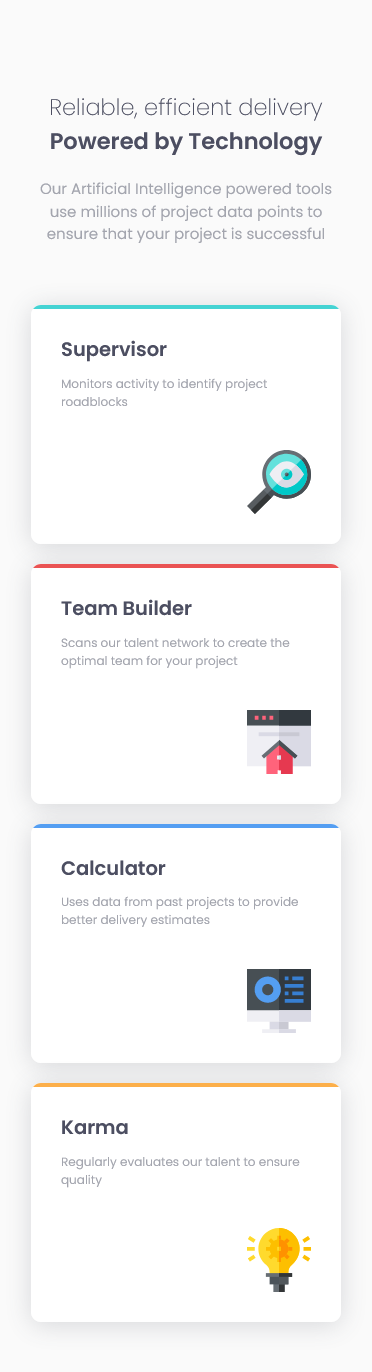 Reliable, efficient delivery
Powered by Technology
Our Artificial Intelligence powered tools
use millions of project data points to
ensure that your project is successful
Supervisor
Monitors activity to identify project
roadblocks
Team Builder
Scans our talent network to create the
optimal team for your project
Calculator
Uses data from past projects to provide
better delivery estimates
Karma
Regularly evaluates our talent to ensure
quality